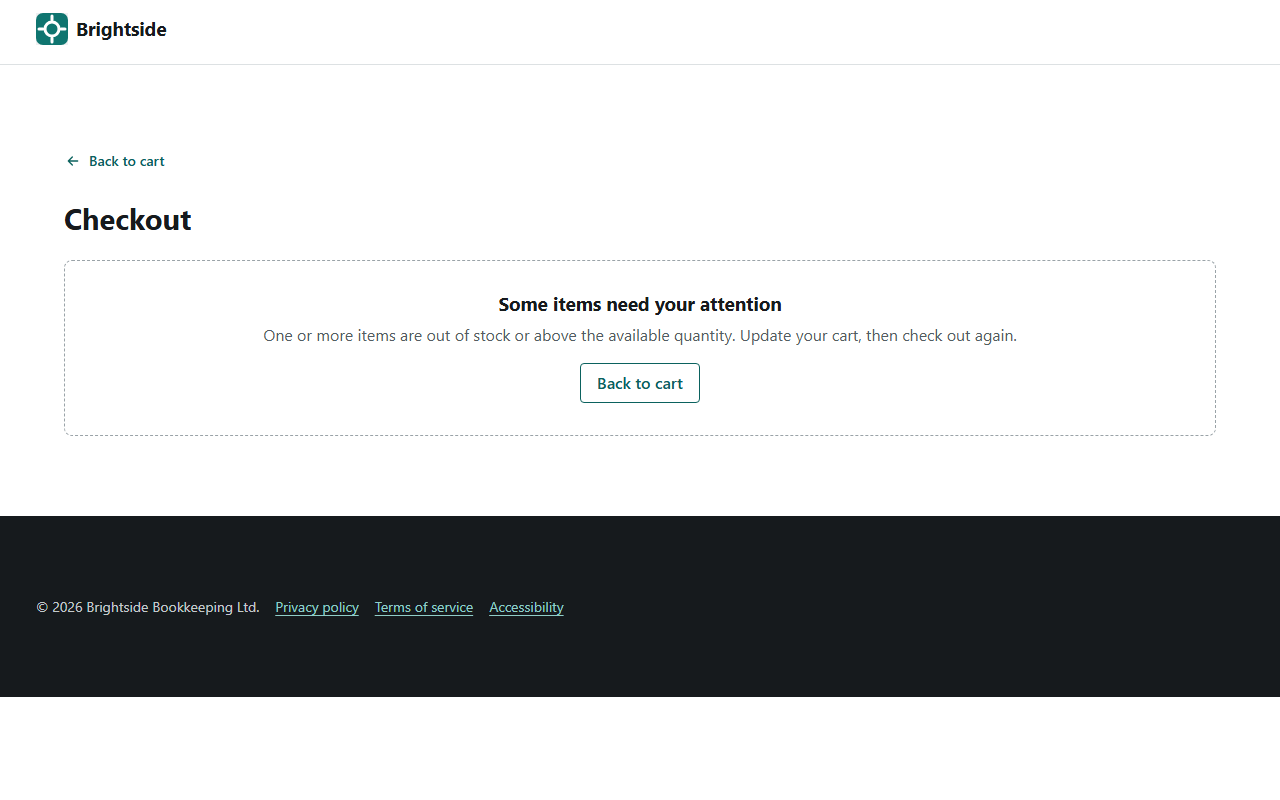 Brightside
Back to cart
Checkout
Some items need your attention
One or more items are out of stock or above the available quantity. Update your cart, then check out again.
Back to cart
© 2026 Brightside Bookkeeping Ltd. Privacy policy Terms of service Accessibility